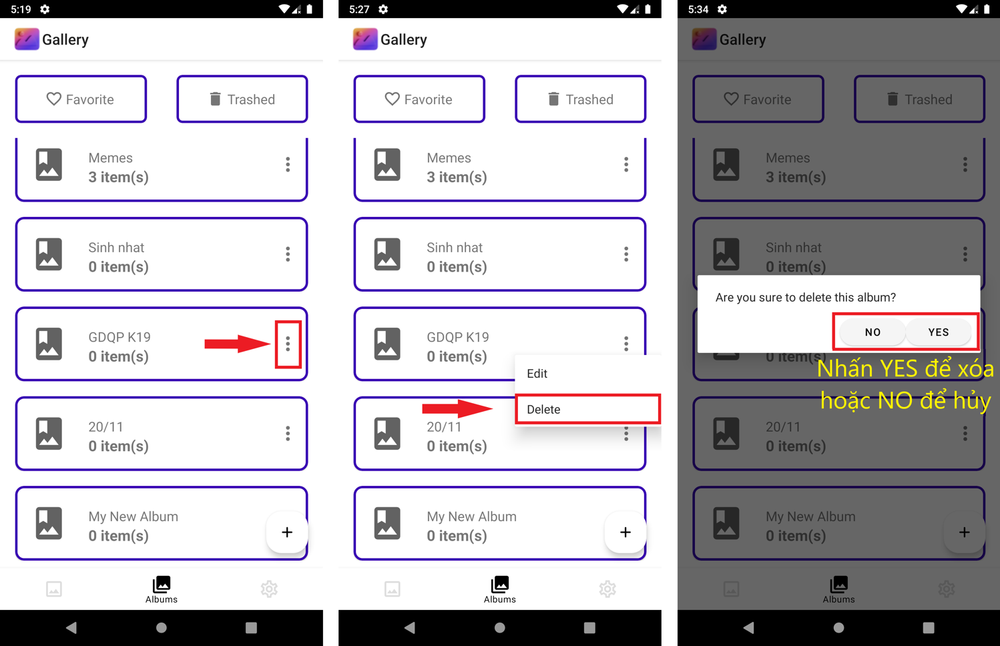 5:19
Gallery
Favorite
Trashed
Memes
3 item(s)
Sinh nhat
0 item(s)
GDQP K19
0 item(s)
20/11
0 item(s)
My New Album
0 item(s)
+
Albums
5:27
Gallery
Favorite
Trashed
Memes
3 item(s)
Sinh nhat
0 item(s)
GDQP K19
0 item(s)
Edit
Delete
20/11
0 item(s)
My New Album
0 item(s)
+
Albums
5:34
Gallery
Favorite
Trashed
Memes
3 item(s)
Sinh nhat
0 item(s)
Are you sure to delete this album?
NO YES
0 item(s)
Nhấn YES để xóa
hoặc NO để hủy
20/11
0 item(s)
My New Album
0 item(s)
+
Albums